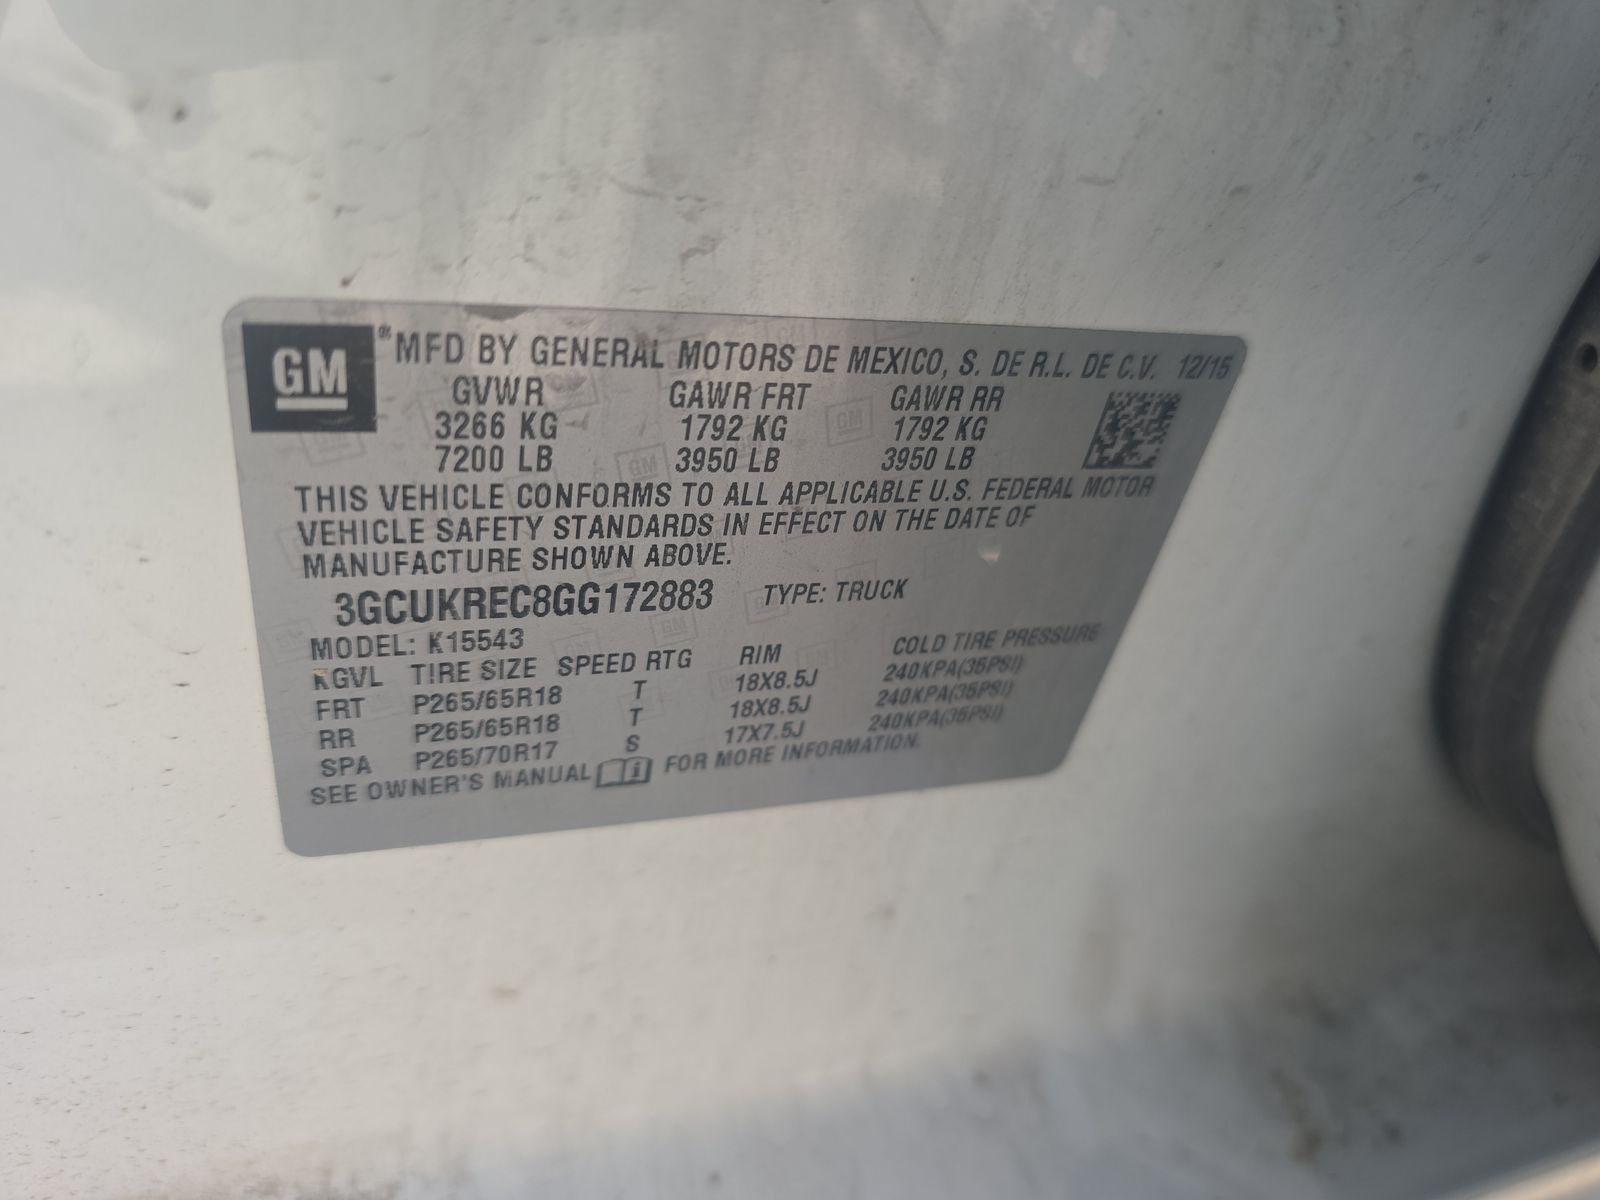 GM ® MFD BY GENERAL MOTORS DE MEXICO, S. DE R.L. DE C.V. 12/15
GVWR GAWR FRT GAWR RR
3266 KG 1792 KG 1792 KG
7200 LB 3950 LB 3950 LB
THIS VEHICLE CONFORMS TO ALL APPLICABLE U.S. FEDERAL MOTOR
VEHICLE SAFETY STANDARDS IN EFFECT ON THE DATE OF
MANUFACTURE SHOWN ABOVE.
3GCUKREC8GG172883 TYPE: TRUCK
MODEL: K15543
KGVL TIRE SIZE SPEED RTG RIM COLD TIRE PRESSURE
FRT P265/65R18 T 18X8.5J 240KPA(35PSI)
RR P265/65R18 T 18X8.5J 240KPA(35PSI)
SPA P265/70R17 S 17X7.5J 240KPA(35PSI)
SEE OWNER'S MANUAL i FOR MORE INFORMATION.